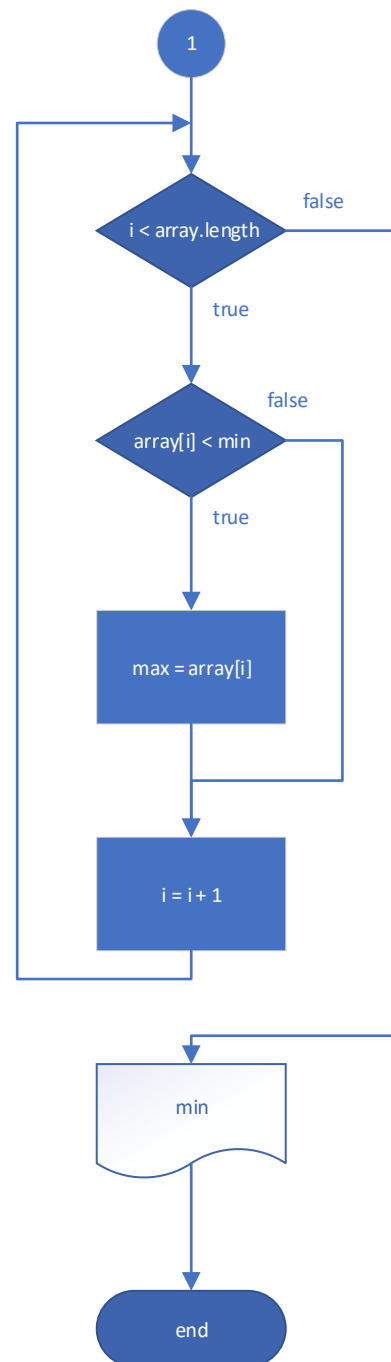 1
false
i < array.length
true
false
array[i] < min
true
max = array[i]
i = i + 1
min
end